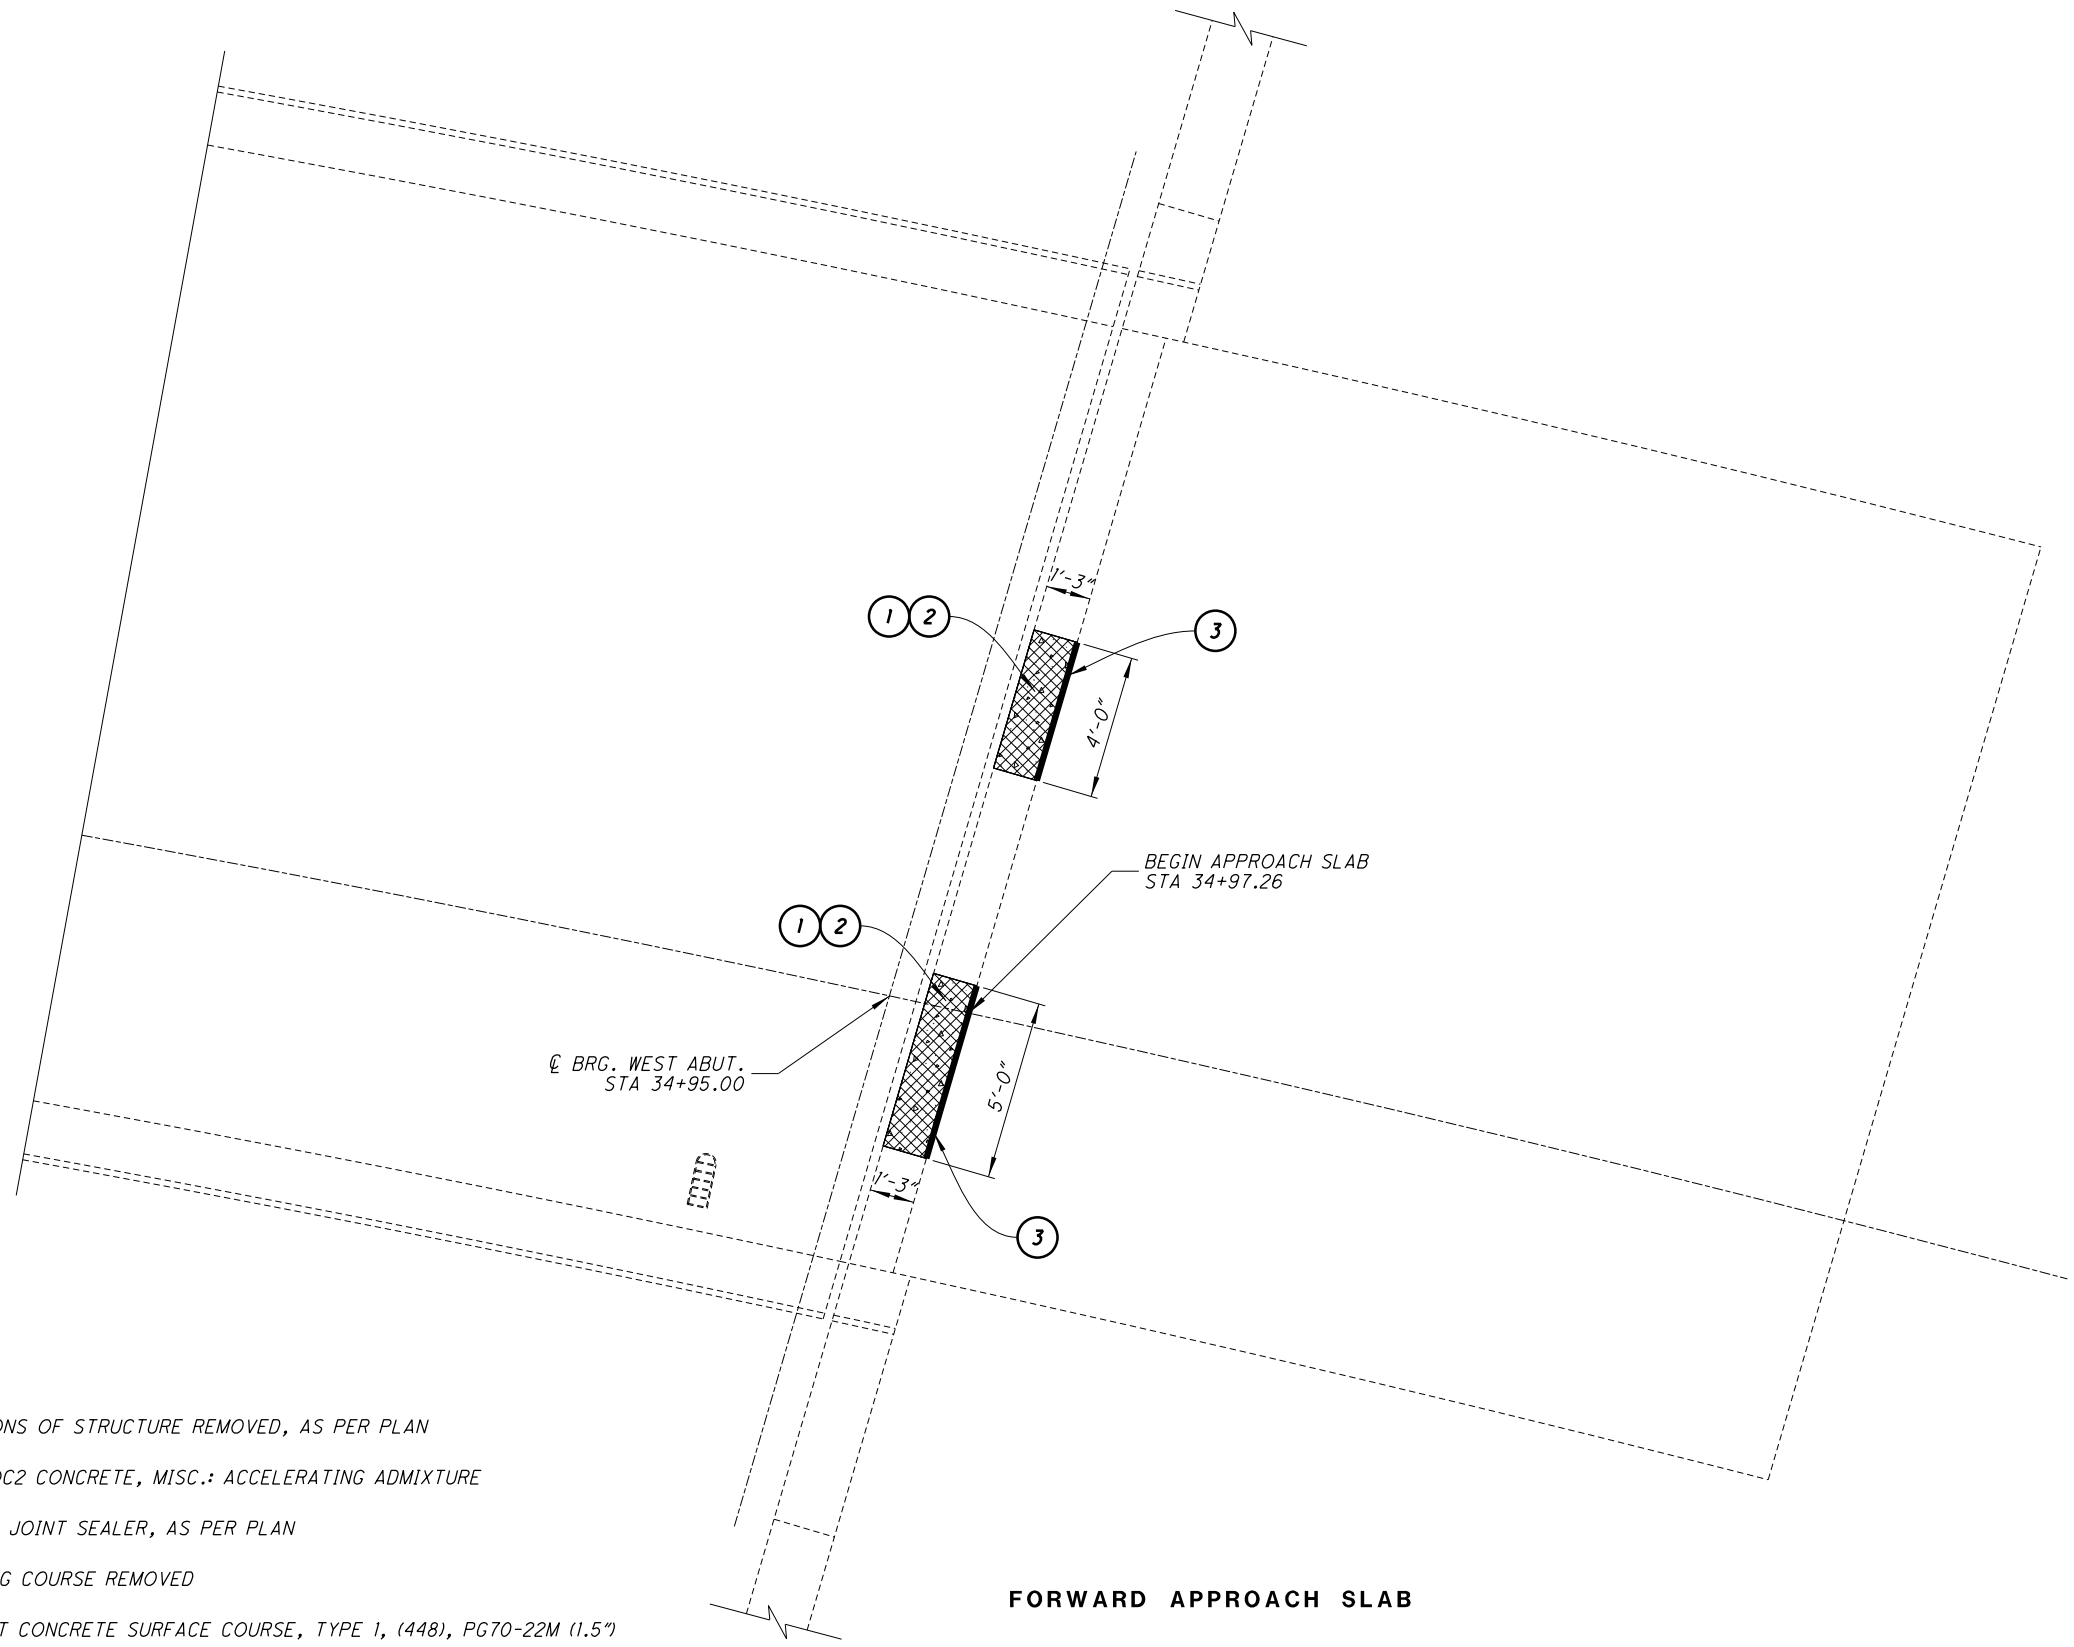 1'-3"
1 2
3
4'-0"
BEGIN APPROACH SLAB
STA 34+97.26
1 2
℄ BRG. WEST ABUT.
STA 34+95.00
5'-0"
1'-3"
3
OF STRUCTURE REMOVED, AS PER PLAN
CONCRETE, MISC.: ACCELERATING ADMIXTURE
JOINT SEALER, AS PER PLAN
COURSE REMOVED
CONCRETE SURFACE COURSE, TYPE 1, (448), PG70-22M (1.5")
FORWARD APPROACH SLAB